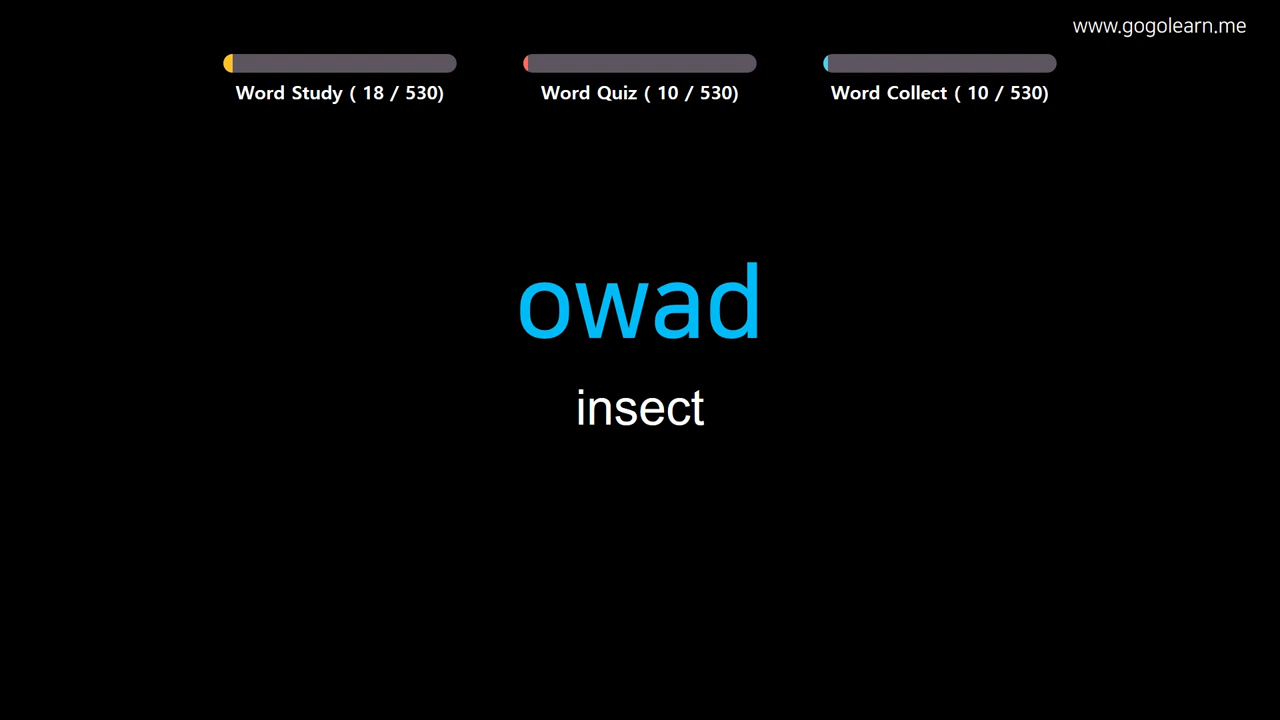 www.gogolearn.me
Word Study ( 18 / 530)
Word Quiz ( 10 / 530)
Word Collect ( 10 / 530)
owad
insect